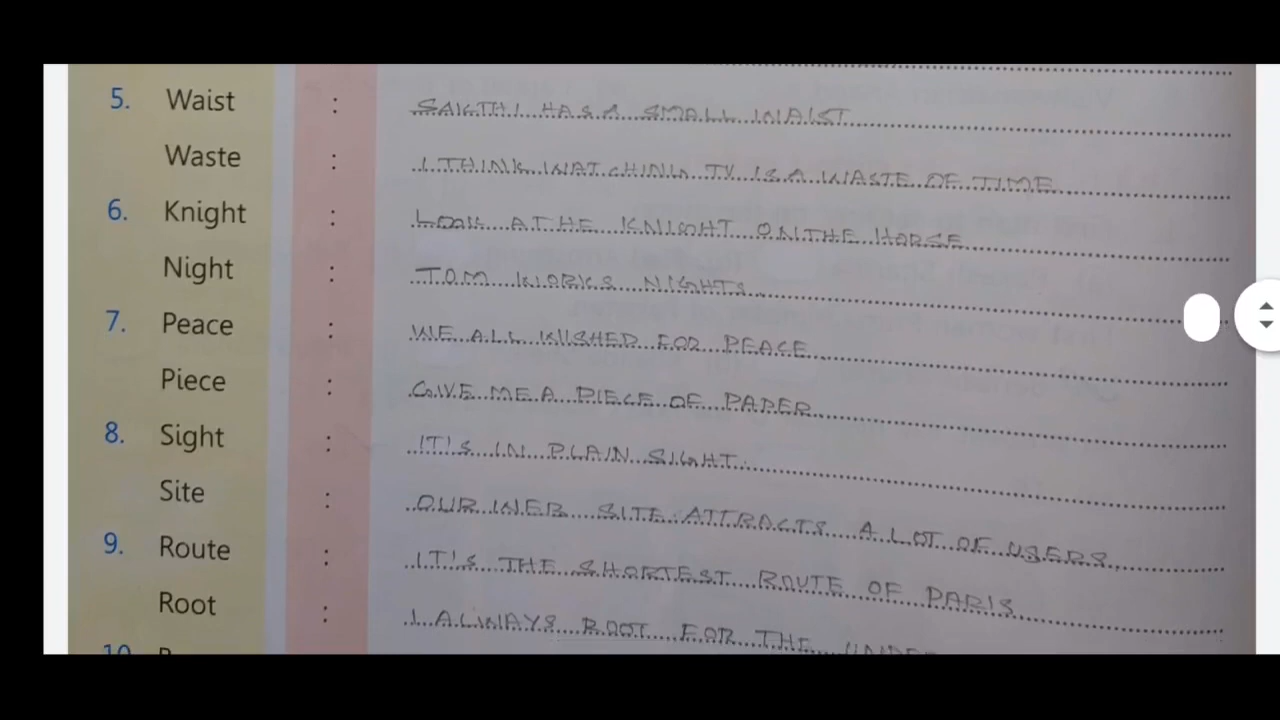 5. Waist : SAKTHI HAS A SMALL WAIST
Waste : I THINK WATCHING TV IS A WASTE OF TIME
6. Knight : LOOK AT HE KNIGHT ON THE HORSE
Night : TOM WORKS NIGHTS
7. Peace : WE ALL WISHED FOR PEACE
Piece : GIVE ME A PIECE OF PAPER
8. Sight : IT'S IN PLAIN SIGHT.
Site : OUR WEB SITE ATTRACTS A LOT OF USERS
9. Route : IT'S THE SHORTEST ROUTE OF PARIS
Root : I ALWAYS ROOT FOR THE
10.